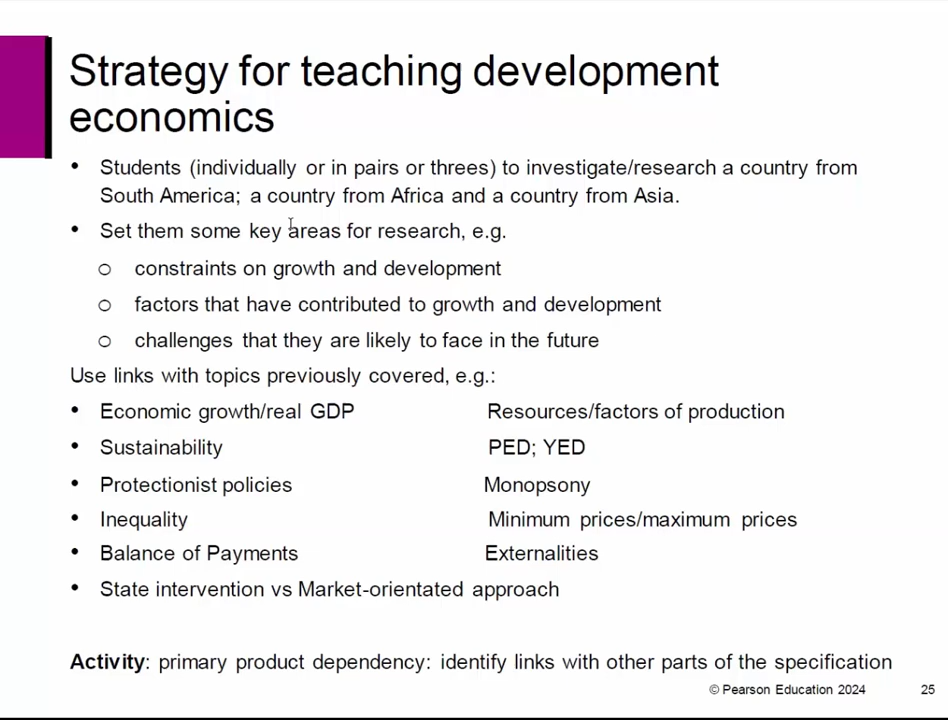 Strategy for teaching development
economics
• Students (individually or in pairs or threes) to investigate/research a country from
South America; a country from Africa and a country from Asia.
• Set them some key areas for research, e.g.
o constraints on growth and development
o factors that have contributed to growth and development
o challenges that they are likely to face in the future
Use links with topics previously covered, e.g.:
• Economic growth/real GDP Resources/factors of production
• Sustainability PED; YED
• Protectionist policies Monopsony
• Inequality Minimum prices/maximum prices
• Balance of Payments Externalities
• State intervention vs Market-orientated approach
Activity: primary product dependency: identify links with other parts of the specification
© Pearson Education 2024 25